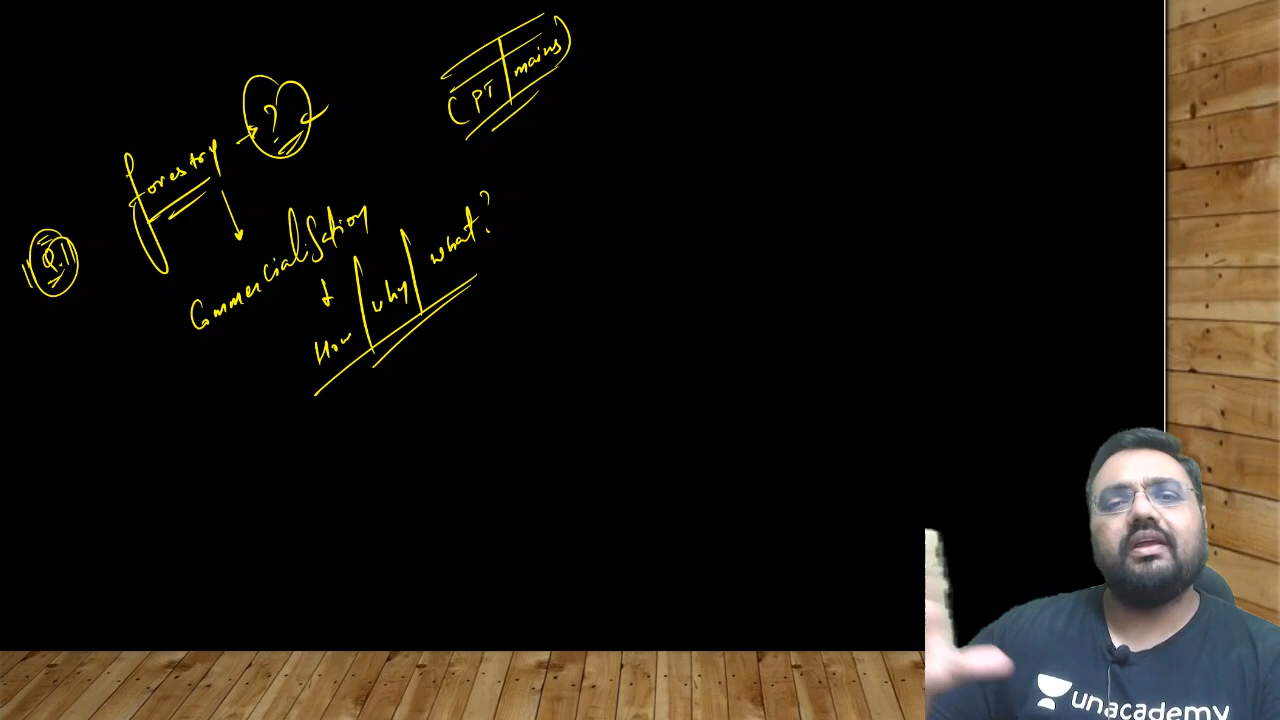 (PT | mains)
forestry → ?
Q.1
Commercialisation
How | why | what?
unacademy